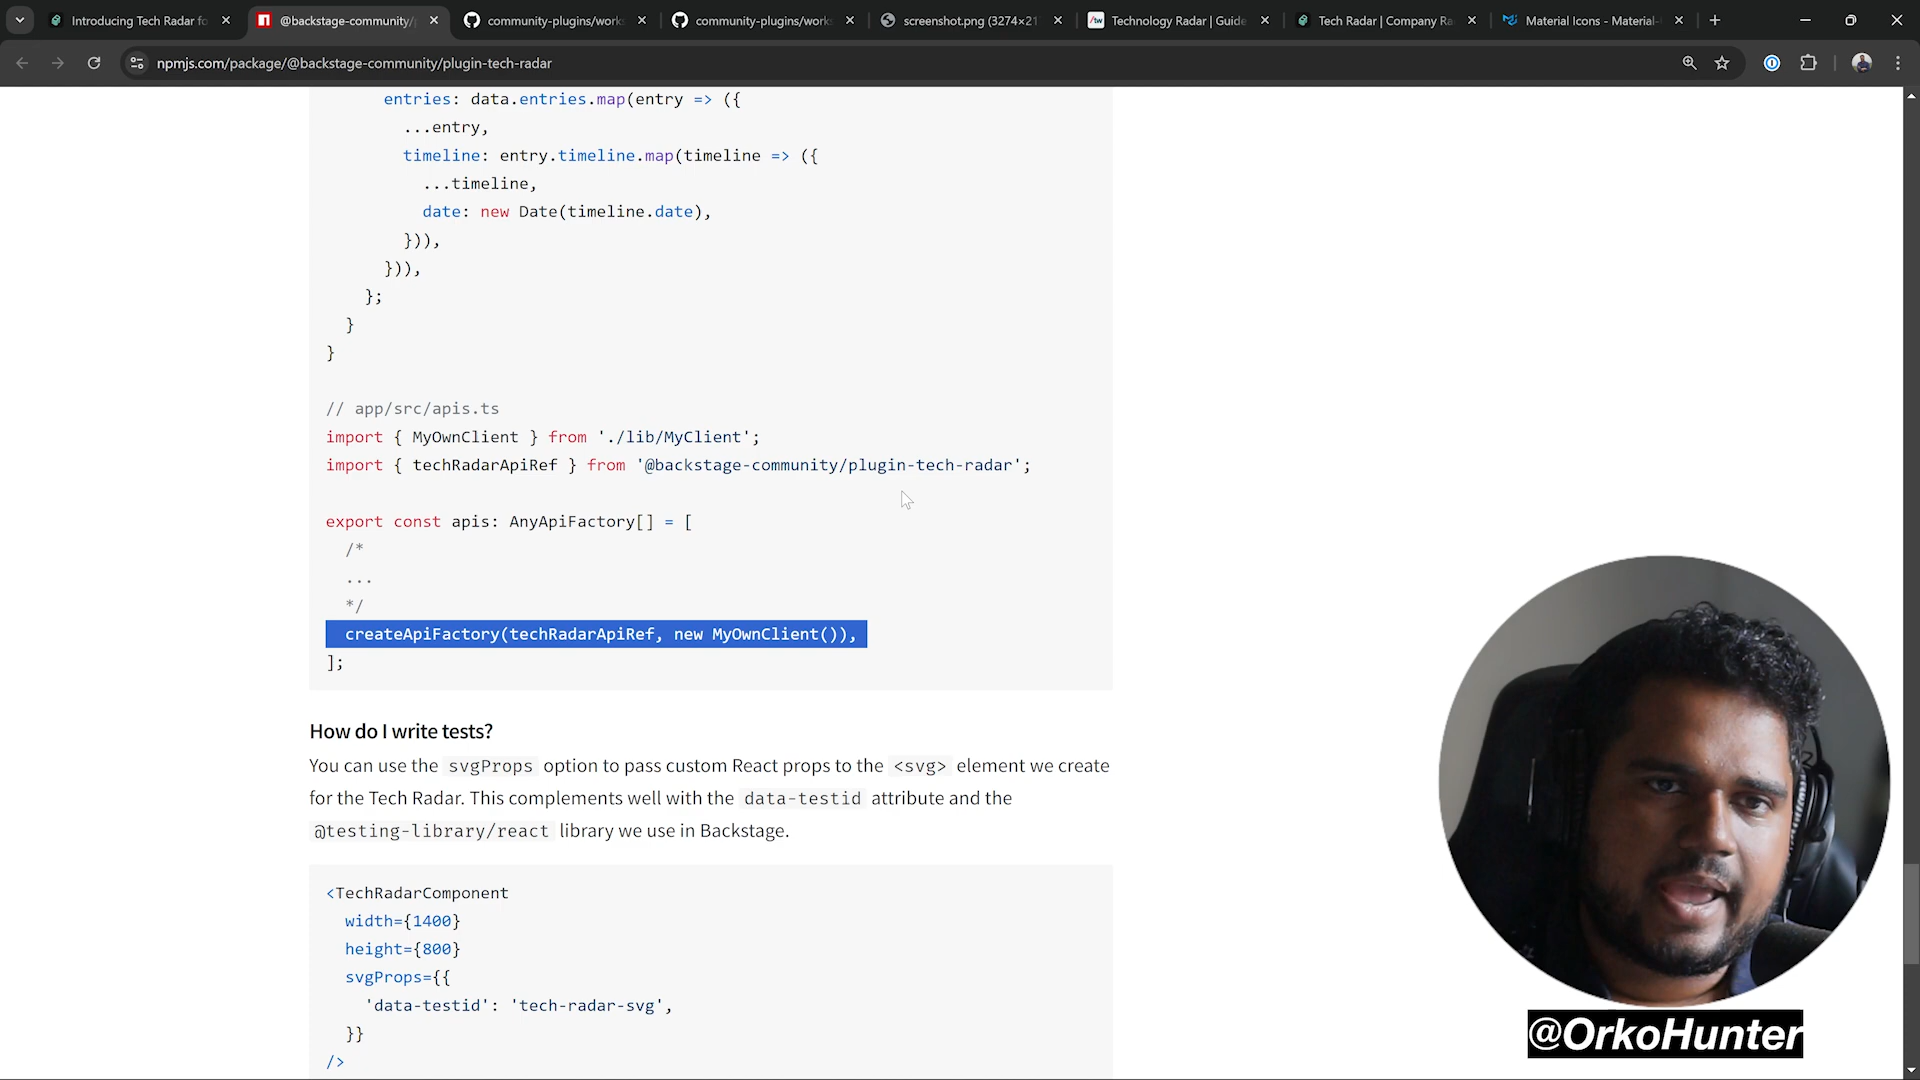 Introducing Tech Radar fo
@backstage-community/
community-plugins/works
community-plugins/works
screenshot.png (3274×21
/tw
Technology Radar | Guide
Tech Radar | Company Ra
Material Icons - Material-
npmjs.com/package/@backstage-community/plugin-tech-radar
entries: data.entries.map(entry => ({
...entry,
timeline: entry.timeline.map(timeline => ({
...timeline,
date: new Date(timeline.date),
})),
})),
};
}
}
// app/src/apis.ts
import { MyOwnClient } from './lib/MyClient';
import { techRadarApiRef } from '@backstage-community/plugin-tech-radar';
export const apis: AnyApiFactory[] = [
/*
...
*/
createApiFactory(techRadarApiRef, new MyOwnClient()),
];
How do I write tests?
You can use the svgProps option to pass custom React props to the <svg> element we create
for the Tech Radar. This complements well with the data-testid attribute and the
@testing-library/react library we use in Backstage.
<TechRadarComponent
width={1400}
height={800}
svgProps={{
'data-testid': 'tech-radar-svg',
}}
/>
@OrkoHunter